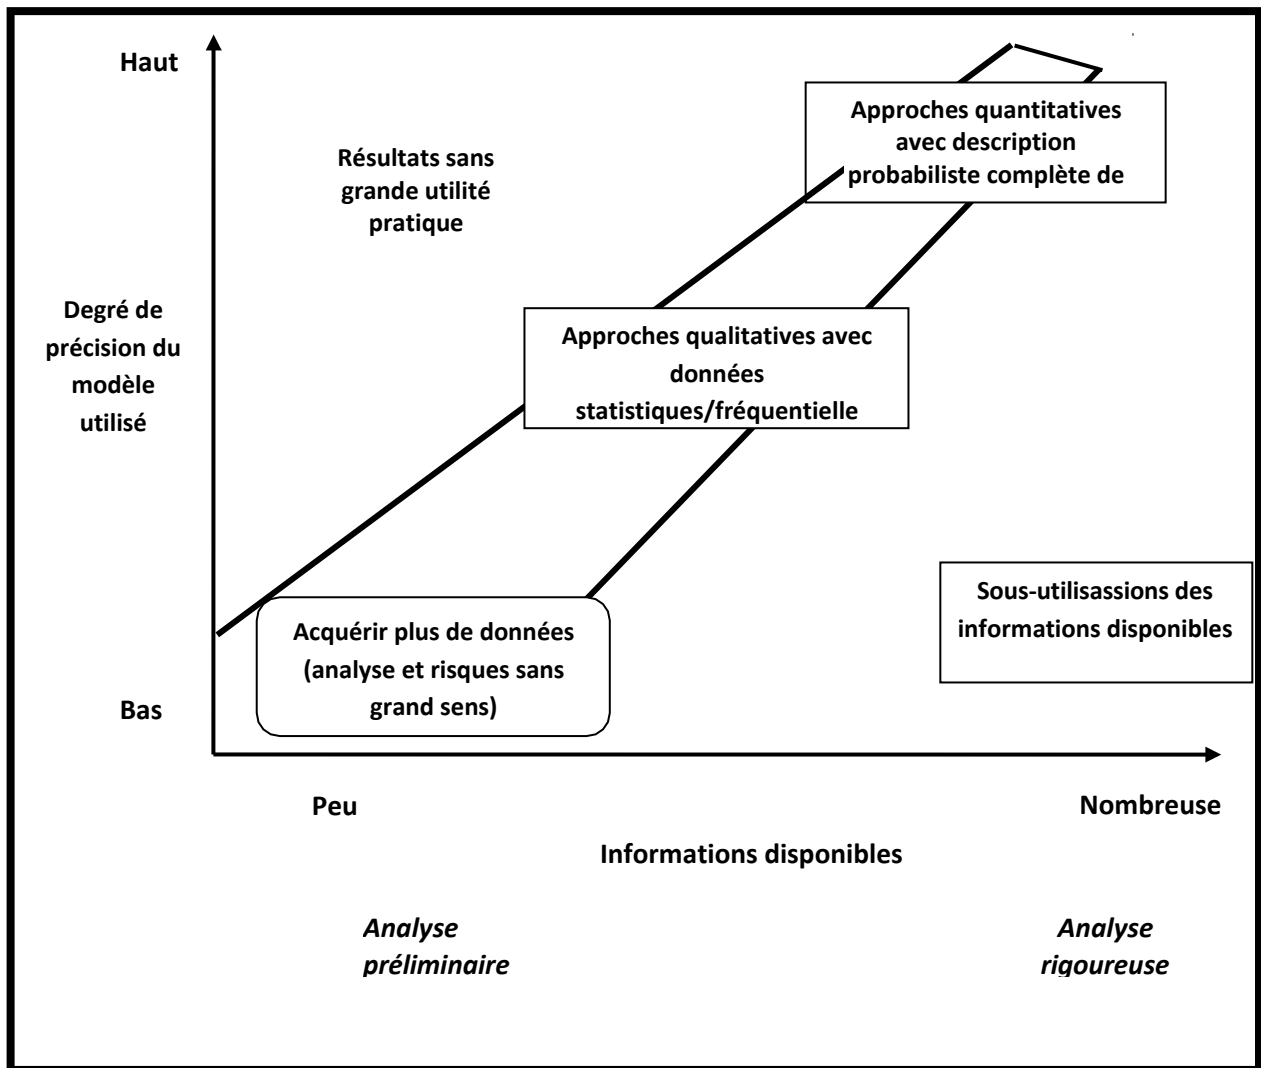 Haut
Résultats sans
grande utilité
pratique
Approches quantitatives
avec description
probabiliste complète de
Degré de
précision du
modèle
utilisé
Approches qualitatives avec
données
statistiques/fréquentielle
Sous-utilisassions des
informations disponibles
Acquérir plus de données
(analyse et risques sans
grand sens)
Bas
Peu
Nombreuse
Informations disponibles
Analyse
préliminaire
Analyse
rigoureuse